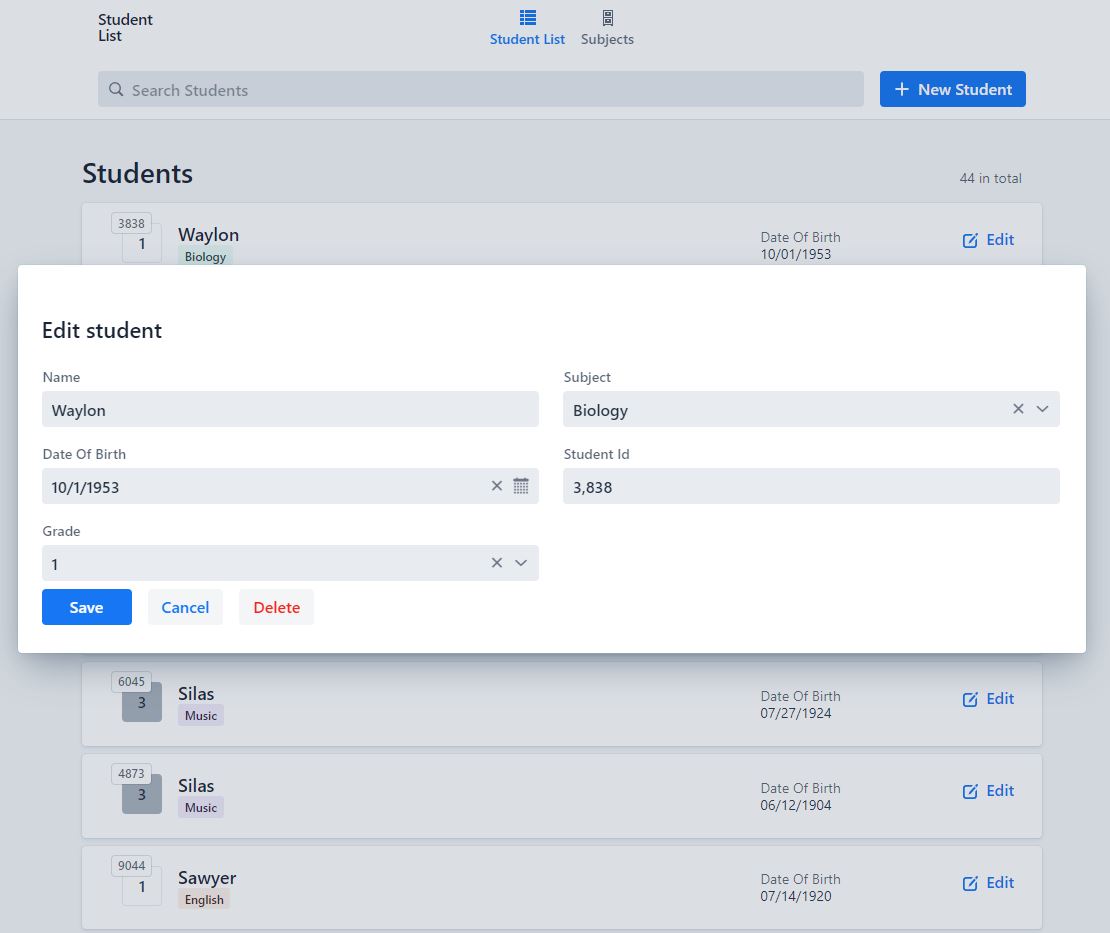 Student
List
Student List
Subjects
Search Students
New Student
Students
44 in total
3838
1
Waylon
Biology
Date Of Birth
10/01/1953
Edit
Edit student
Name
Subject
Waylon
Biology
Date Of Birth
Student Id
10/1/1953
3,838
Grade
1
Save
Cancel
Delete
6045
3
Silas
Music
Date Of Birth
07/27/1924
Edit
4873
3
Silas
Music
Date Of Birth
06/12/1904
Edit
9044
1
Sawyer
English
Date Of Birth
07/14/1920
Edit